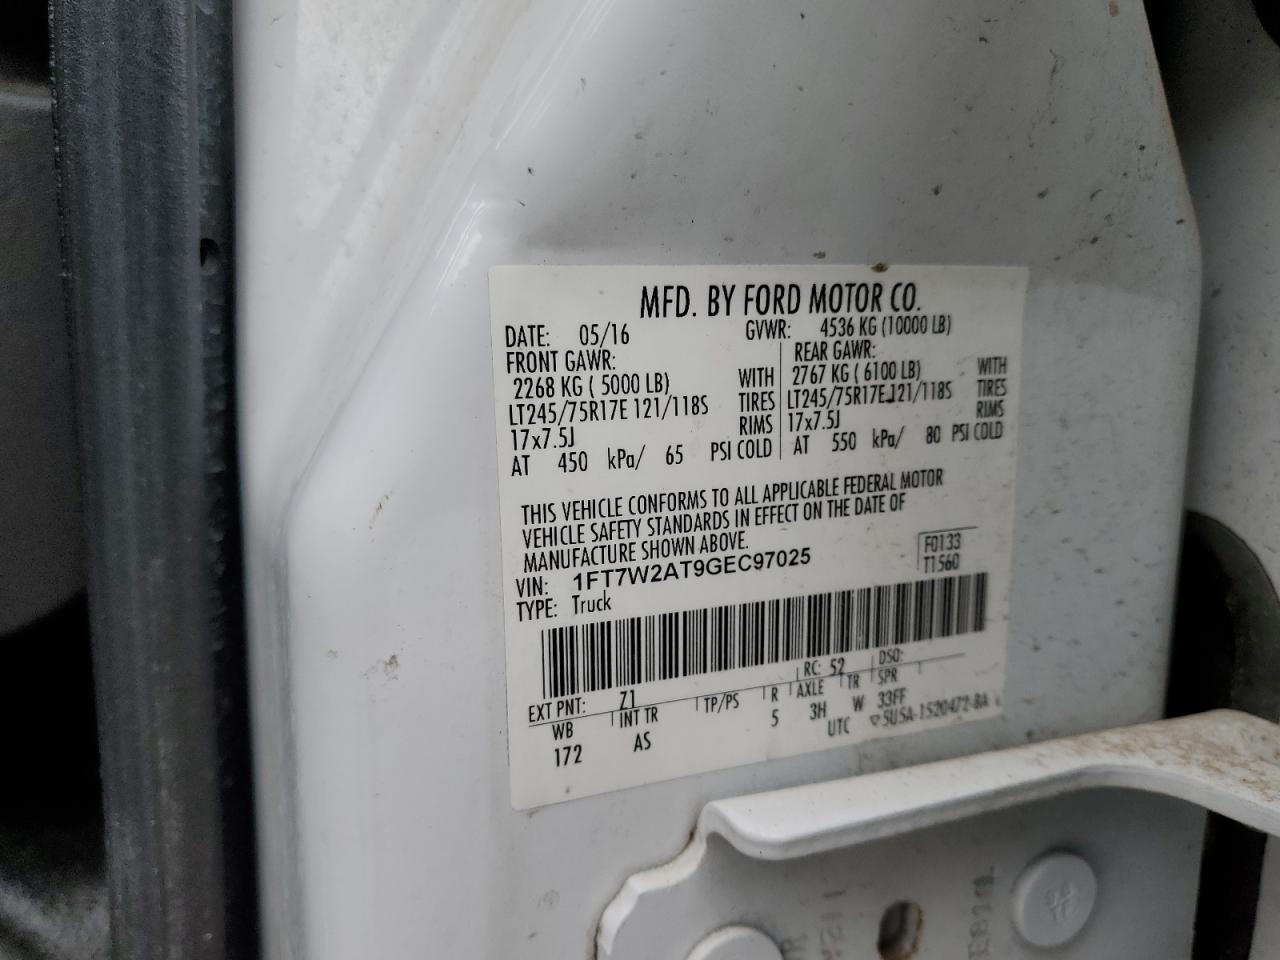 MFD. BY FORD MOTOR CO.
DATE: 05/16 GVWR: 4536 KG (10000 LB)
FRONT GAWR: REAR GAWR:
2268 KG ( 5000 LB) WITH 2767 KG ( 6100 LB) WITH
LT245/75R17E 121/118S TIRES LT245/75R17E 121/118S TIRES
17x7.5J RIMS 17x7.5J RIMS
AT 450 kPa/ 65 PSI COLD AT 550 kPa/ 80 PSI COLD
THIS VEHICLE CONFORMS TO ALL APPLICABLE FEDERAL MOTOR
VEHICLE SAFETY STANDARDS IN EFFECT ON THE DATE OF
MANUFACTURE SHOWN ABOVE.
VIN: 1FT7W2AT9GEC97025 F0133
TYPE: Truck T1560
EXT PNT: Z1 RC: 52 DSO:
WB INT TR TP/PS R AXLE TR SPR
172 AS 5 3H W 33FF
UTC 5U5A-1520472-BA